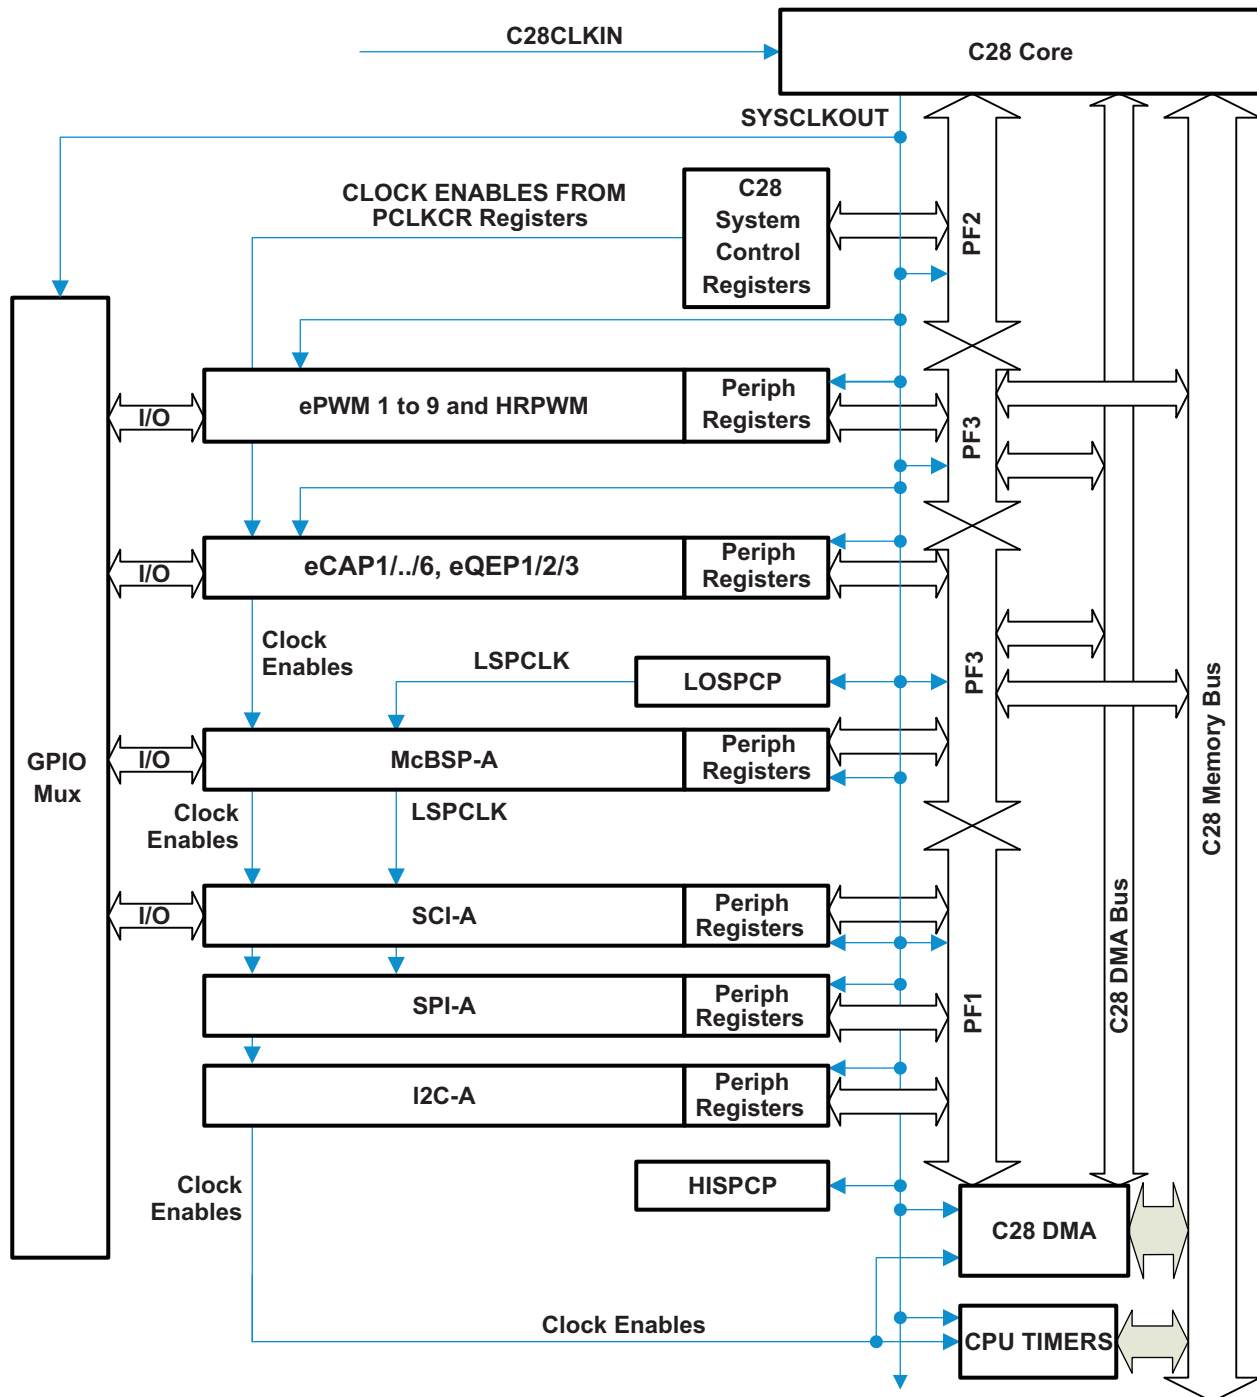 C28CLKIN
C28 Core
SYSCLKOUT
CLOCK ENABLES FROM
PCLKCR Registers
C28
System
Control
Registers
PF2
ePWM 1 to 9 and HRPWM
Periph
Registers
I/O
PF3
eCAP1/../6, eQEP1/2/3
Periph
Registers
I/O
Clock
Enables
LSPCLK
LOSPCP
PF3
GPIO
Mux
I/O
McBSP-A
Periph
Registers
C28 Memory Bus
Clock
Enables
LSPCLK
I/O
SCI-A
Periph
Registers
C28 DMA Bus
SPI-A
Periph
Registers
PF1
I2C-A
Periph
Registers
Clock
Enables
HISPCP
C28 DMA
Clock Enables
CPU TIMERS